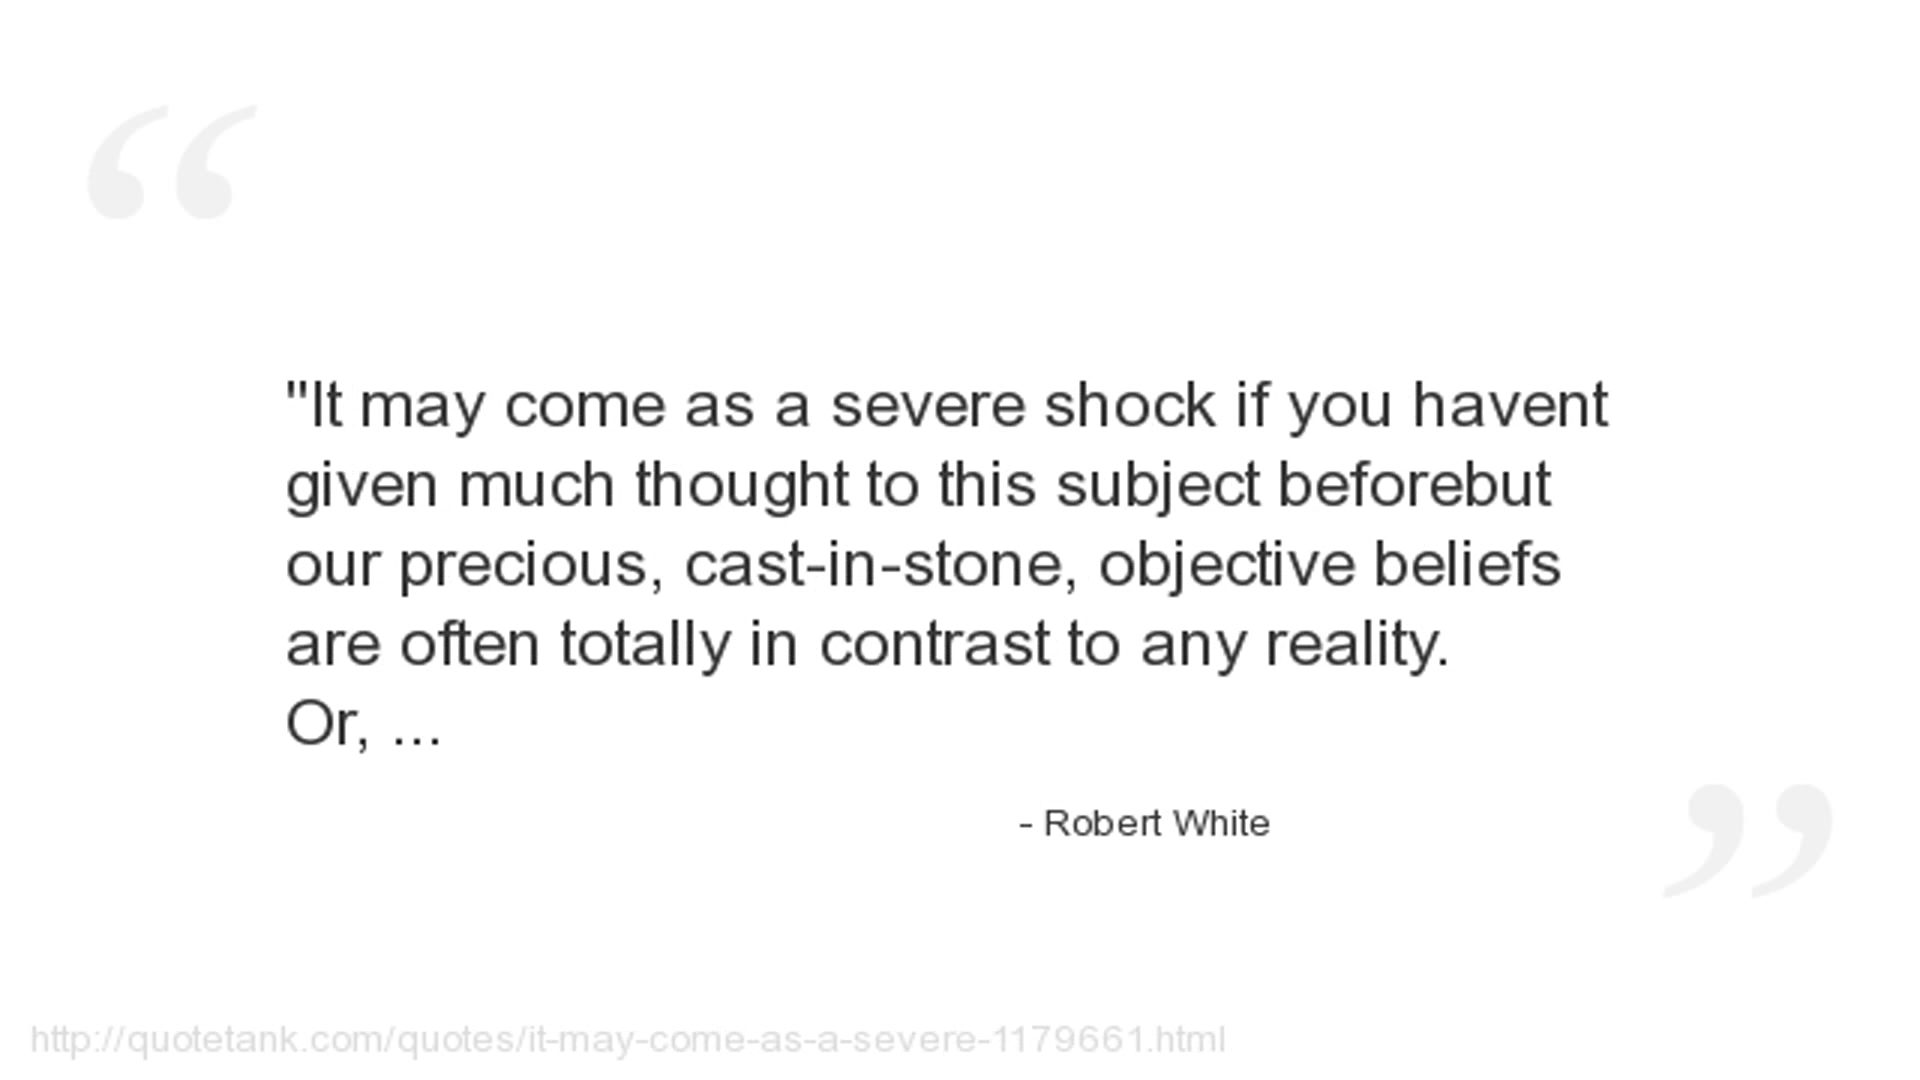 "It may come as a severe shock if you havent
given much thought to this subject beforebut
our precious, cast-in-stone, objective beliefs
are often totally in contrast to any reality.
Or, ...
- Robert White
http://quotetank.com/quotes/it-may-come-as-a-severe-1179661.html